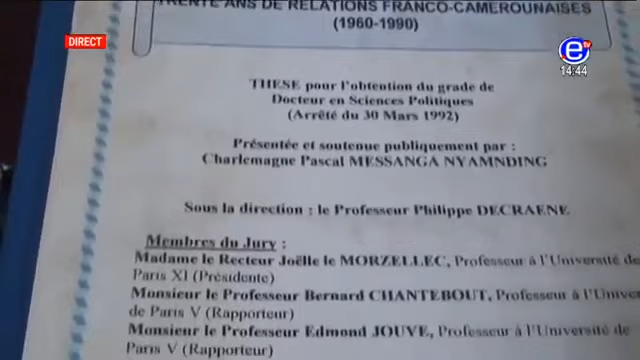 TRENTE ANS DE RELATIONS FRANCO-CAMEROUNAISES
(1960-1990)
DIRECT
14:44
THESE pour l'obtention du grade de
Docteur en Sciences Politiques
(Arrêté du 30 Mars 1992)
Présentée et soutenue publiquement par :
Charlemagne Pascal MESSANGA NYAMNDING
Sous la direction : le Professeur Philippe DECRAENE
Membres du Jury :
Madame le Recteur Joëlle le MORZELLEC, Professeur à l'Université de
Paris XI (Présidente)
Monsieur le Professeur Bernard CHANTEBOUT, Professeur à l'Univer
de Paris V (Rapporteur)
Monsieur le Professeur Edmond JOUVE, Professeur à l'Université de
Paris V (Rapporteur)